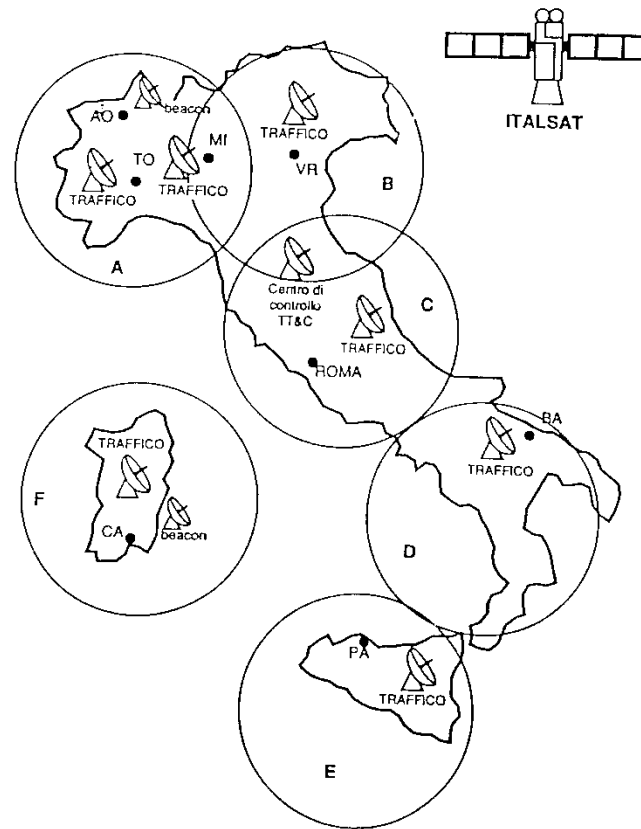 ITALSAT
AO
beacon
MI
TRAFFICO
VR
TO
TRAFFICO
TRAFFICO
B
A
Centro di
controllo
TT&C
C
TRAFFICO
ROMA
BA
TRAFFICO
F
TRAFFICO
CA
beacon
D
PA
TRAFFICO
E